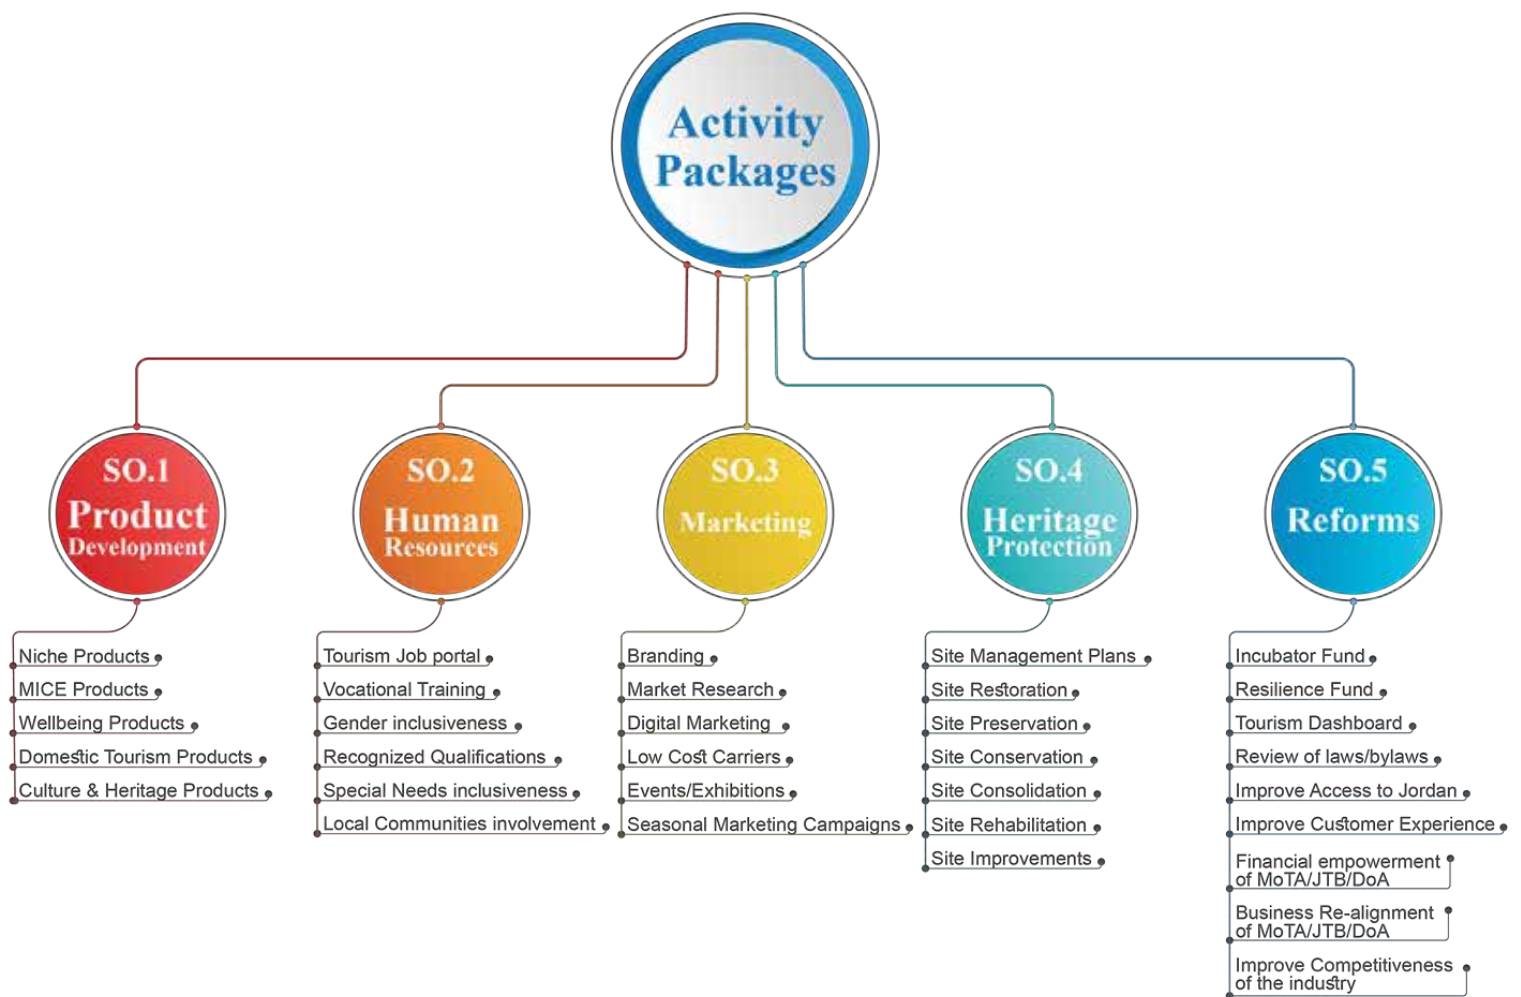 Activity
Packages
SO.1
Product
Development
Niche Products
MICE Products
Wellbeing Products
Domestic Tourism Products
Culture & Heritage Products
SO.2
Human
Resources
Tourism Job portal
Vocational Training
Gender inclusiveness
Recognized Qualifications
Special Needs inclusiveness
Local Communities involvement
SO.3
Marketing
Branding
Market Research
Digital Marketing
Low Cost Carriers
Events/Exhibitions
Seasonal Marketing Campaigns
SO.4
Heritage
Protection
Site Management Plans
Site Restoration
Site Preservation
Site Conservation
Site Consolidation
Site Rehabilitation
Site Improvements
SO.5
Reforms
Incubator Fund
Resilience Fund
Tourism Dashboard
Review of laws/bylaws
Improve Access to Jordan
Improve Customer Experience
Financial empowerment
of MoTA/JTB/DoA
Business Re-alignment
of MoTA/JTB/DoA
Improve Competitiveness
of the industry